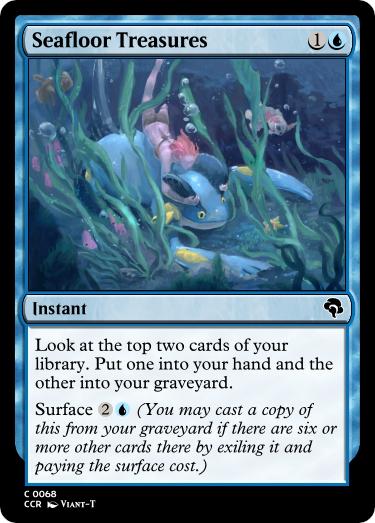 Seafloor Treasures 1
Instant
Look at the top two cards of your
library. Put one into your hand and the
other into your graveyard.
Surface 2 (You may cast a copy of
this from your graveyard if there are six or
more other cards there by exiling it and
paying the surface cost.)
C 0068
CCR VIANT-T